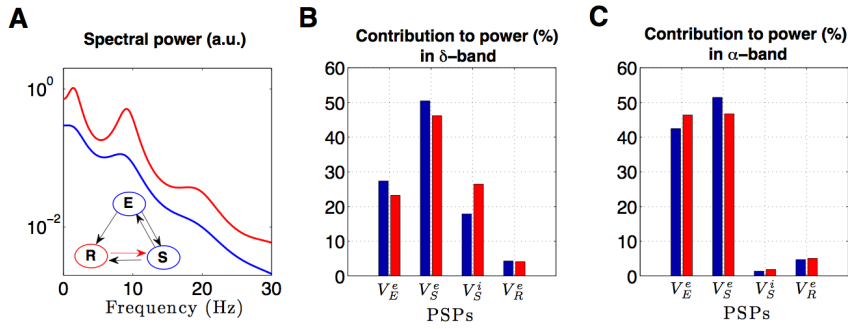 A
Spectral power (a.u.)
10⁰
10⁻²
E
R
S
0 10 20 30
Frequency (Hz)
B
Contribution to power (%)
in δ−band
60
50
40
30
20
10
0
V_E^e V_S^e V_S^i V_R^e
PSPs
C
Contribution to power (%)
in α−band
60
50
40
30
20
10
0
V_E^e V_S^e V_S^i V_R^e
PSPs